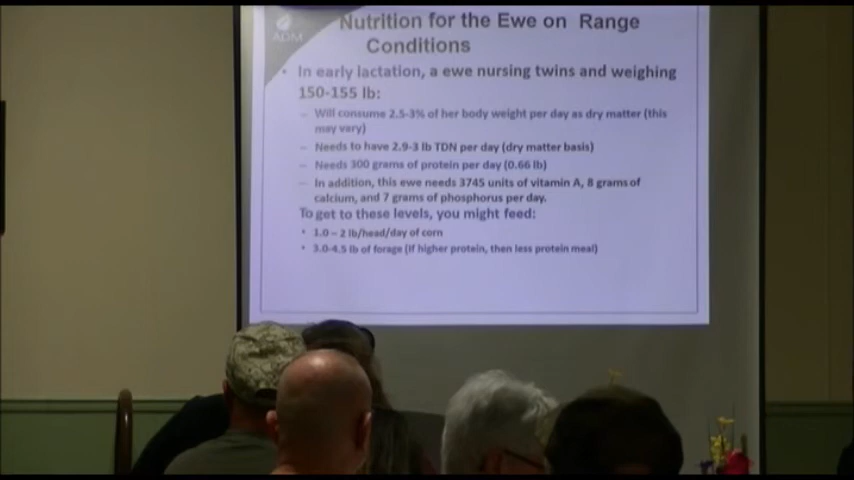 ADM
Nutrition for the Ewe on Range
Conditions
• In early lactation, a ewe nursing twins and weighing
150-155 lb:
– Will consume 2.5-3% of her body weight per day as dry matter (this
may vary)
– Needs to have 2.9-3 lb TDN per day (dry matter basis)
– Needs 300 grams of protein per day (0.66 lb)
– In addition, this ewe needs 3745 units of vitamin A, 8 grams of
calcium, and 7 grams of phosphorus per day.
To get to these levels, you might feed:
• 1.0 – 2 lb/head/day of corn
• 3.0-4.5 lb of forage (If higher protein, then less protein meal)